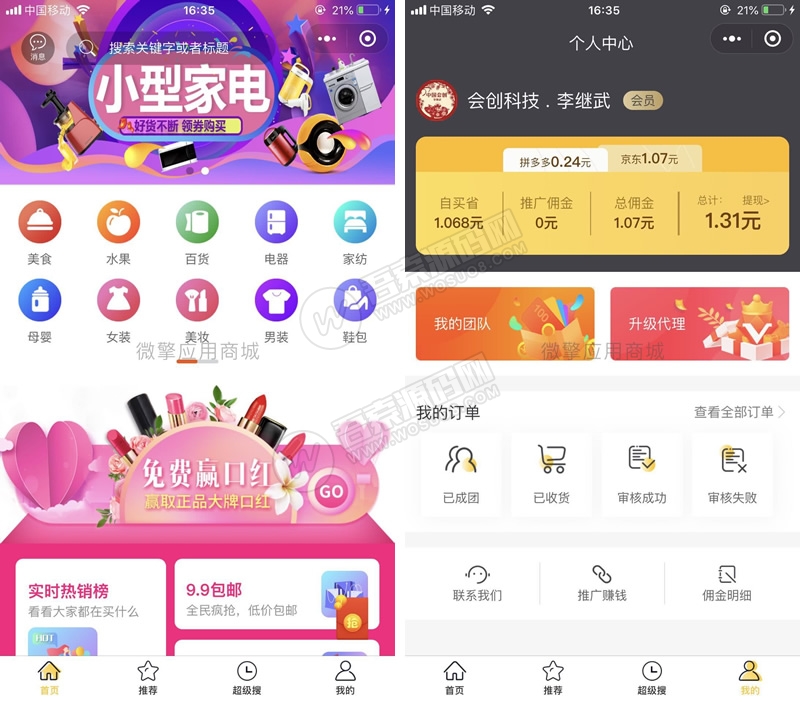 中国移动 16:35 21%
消息 搜索关键字或者标题
小型家电
好货不断 领券购买
美食 水果 百货 电器 家纺
母婴 女装 美妆 男装 鞋包
微擎应用商城
免费赢口红
赢取正品大牌口红
GO
实时热销榜
看看大家都在买什么
HOT
9.9包邮
全民疯抢，低价包邮
抢
首页 推荐 超级搜 我的
中国移动 16:35 21%
个人中心
会创科技．李继武 会员
拼多多0.24元 京东1.07元
自买省 推广佣金 总佣金 总计： 提现>
1.068元 0元 1.07元 1.31元
我的团队 升级代理
100
微擎应用商城
我的订单 查看全部订单
已成团 已收货 审核成功 审核失败
联系我们 推广赚钱 佣金明细
首页 推荐 超级搜 我的
www.wosuo8.com